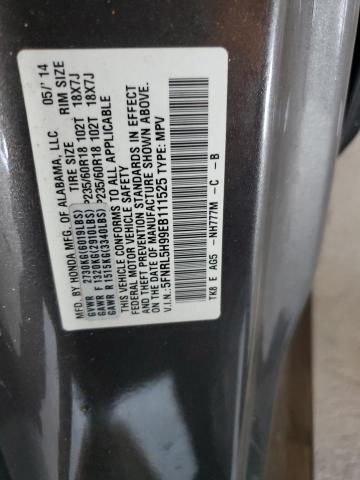 MFD. BY HONDA MFG. OF ALABAMA, LLC. 05/'14
TIRE SIZE RIM SIZE
GVWR 2730KG(6019LBS)
GAWR F 1320KG(2910LBS) P235/60R18 102T 18X7J
GAWR R 1515KG(3340LBS) P235/60R18 102T 18X7J
THIS VEHICLE CONFORMS TO ALL APPLICABLE
FEDERAL MOTOR VEHICLE SAFETY
AND THEFT PREVENTION STANDARDS IN EFFECT
ON THE DATE OF MANUFACTURE SHOWN ABOVE.
V.I.N.: 5FNRL5H99EB111525 TYPE: MPV
TK8 E AG5 -NH777M -C -B